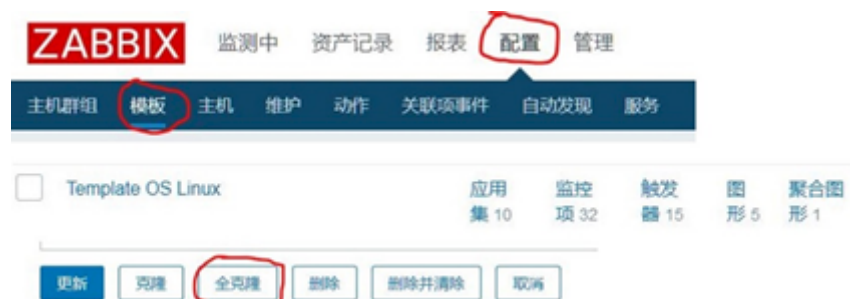 ZABBIX 监测中 资产记录 报表 配置 管理
主机群组 模板 主机 维护 动作 关联项事件 自动发现 服务
Template OS Linux 应用 监控 触发 图 聚合图
集 10 项 32 器 15 形 5 形 1
更新 克隆 全克隆 删除 删除并清除 取消